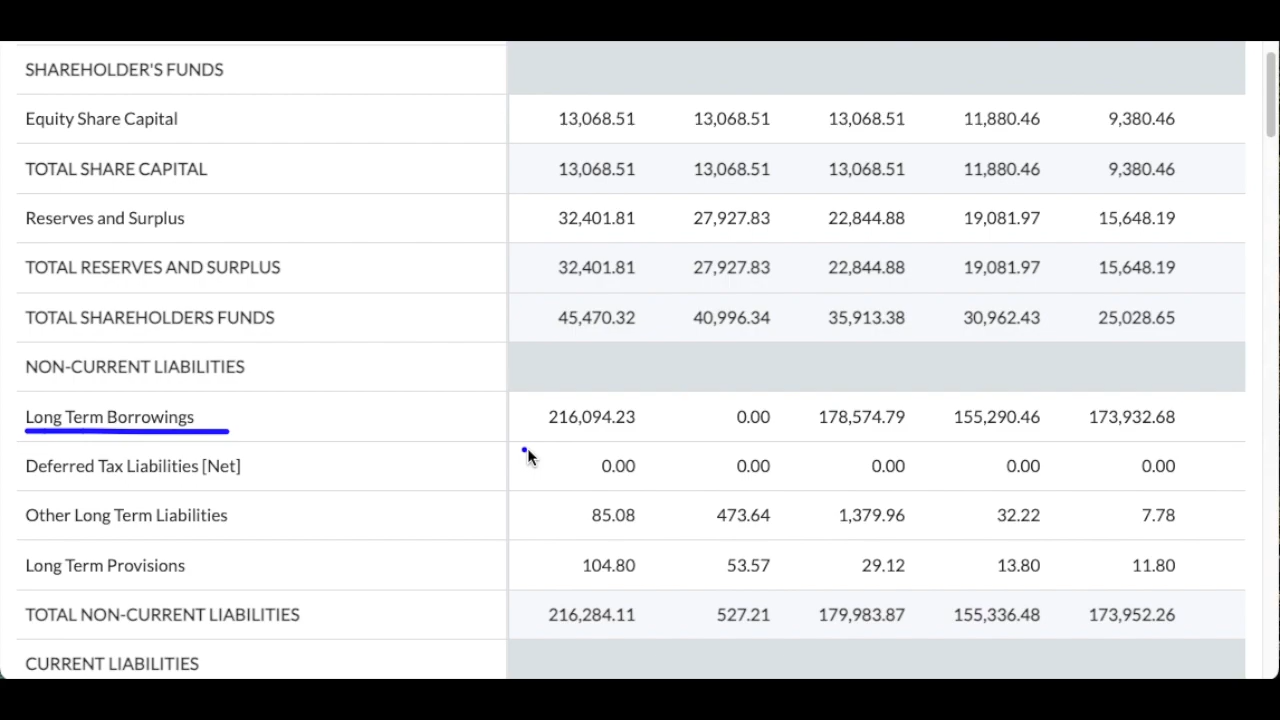 SHAREHOLDER'S FUNDS
Equity Share Capital 13,068.51 13,068.51 13,068.51 11,880.46 9,380.46
TOTAL SHARE CAPITAL 13,068.51 13,068.51 13,068.51 11,880.46 9,380.46
Reserves and Surplus 32,401.81 27,927.83 22,844.88 19,081.97 15,648.19
TOTAL RESERVES AND SURPLUS 32,401.81 27,927.83 22,844.88 19,081.97 15,648.19
TOTAL SHAREHOLDERS FUNDS 45,470.32 40,996.34 35,913.38 30,962.43 25,028.65
NON-CURRENT LIABILITIES
Long Term Borrowings 216,094.23 0.00 178,574.79 155,290.46 173,932.68
Deferred Tax Liabilities [Net] 0.00 0.00 0.00 0.00 0.00
Other Long Term Liabilities 85.08 473.64 1,379.96 32.22 7.78
Long Term Provisions 104.80 53.57 29.12 13.80 11.80
TOTAL NON-CURRENT LIABILITIES 216,284.11 527.21 179,983.87 155,336.48 173,952.26
CURRENT LIABILITIES